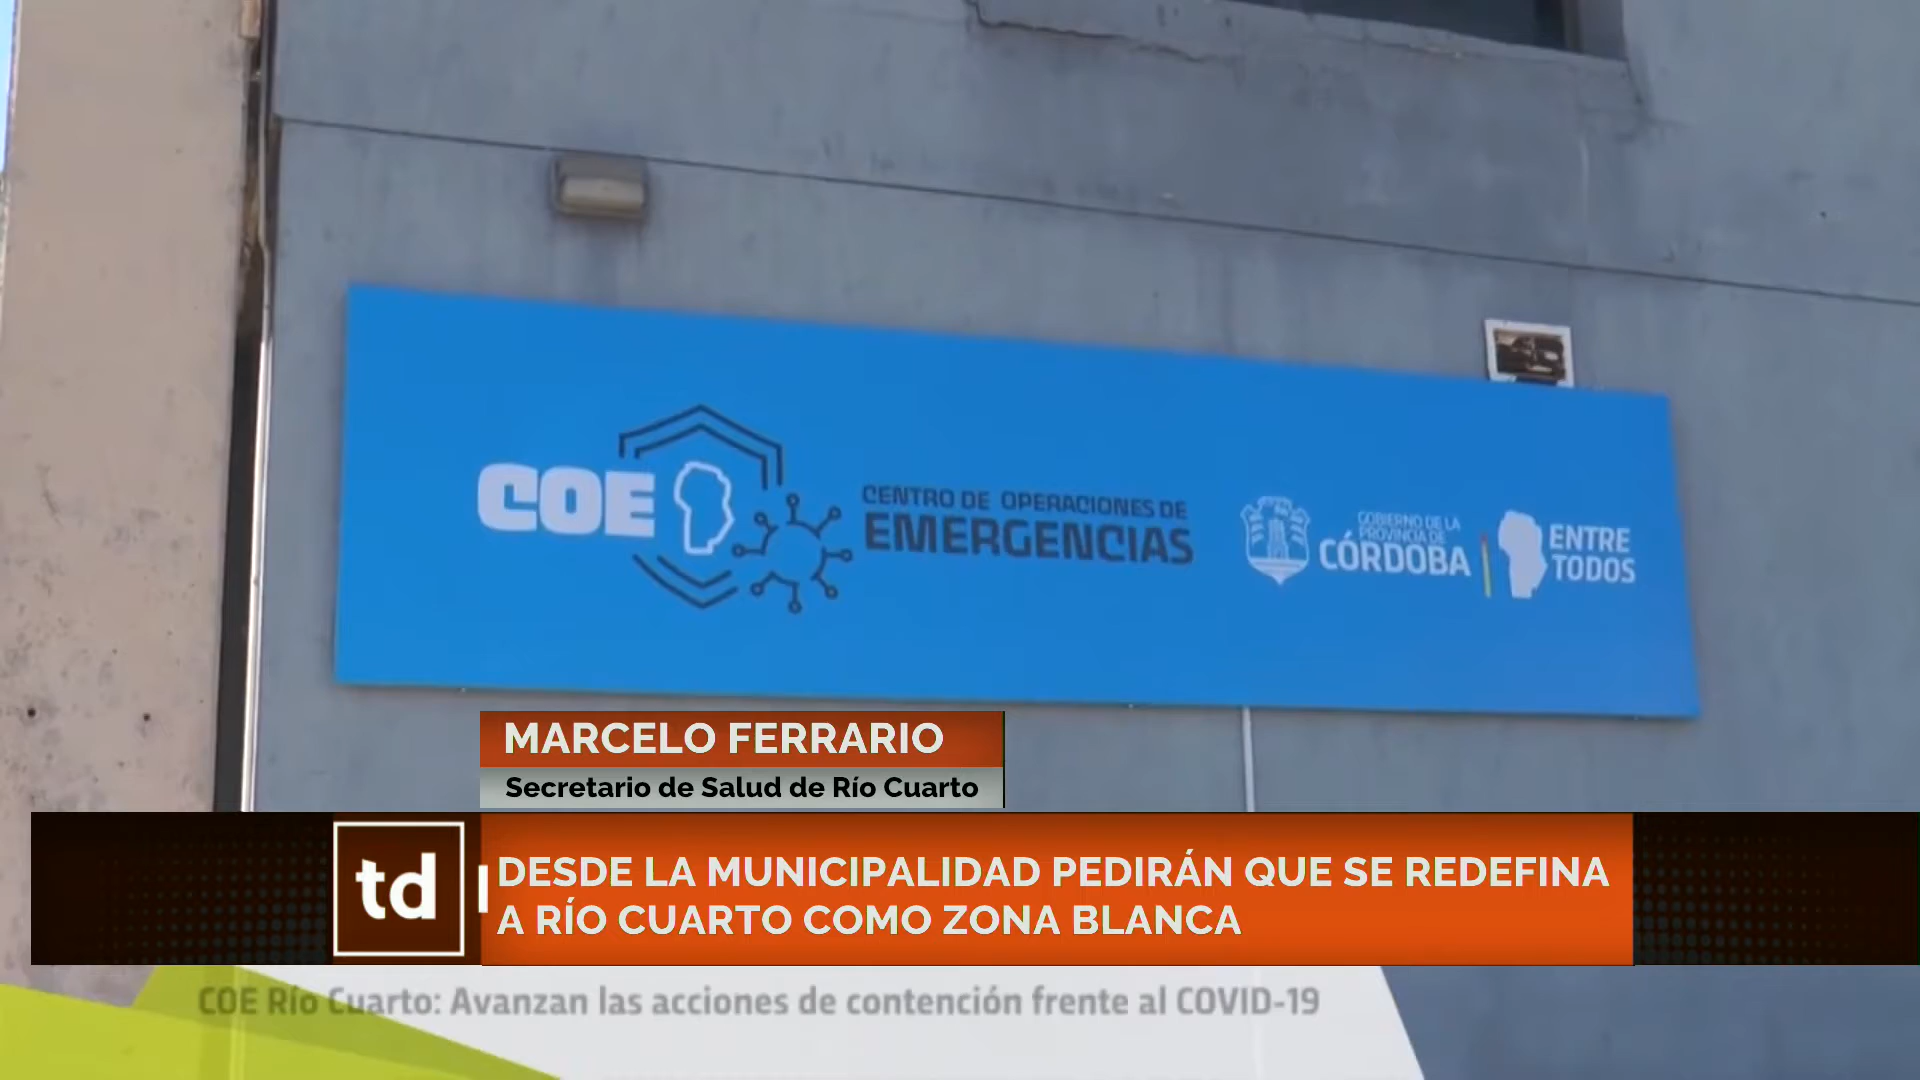 COE
CENTRO DE OPERACIONES DE
EMERGENCIAS
GOBIERNO DE LA
PROVINCIA DE
CÓRDOBA
ENTRE
TODOS
MARCELO FERRARIO
Secretario de Salud de Río Cuarto
td
DESDE LA MUNICIPALIDAD PEDIRÁN QUE SE REDEFINA
A RÍO CUARTO COMO ZONA BLANCA
COE Río Cuarto: Avanzan las acciones de contención frente al COVID-19